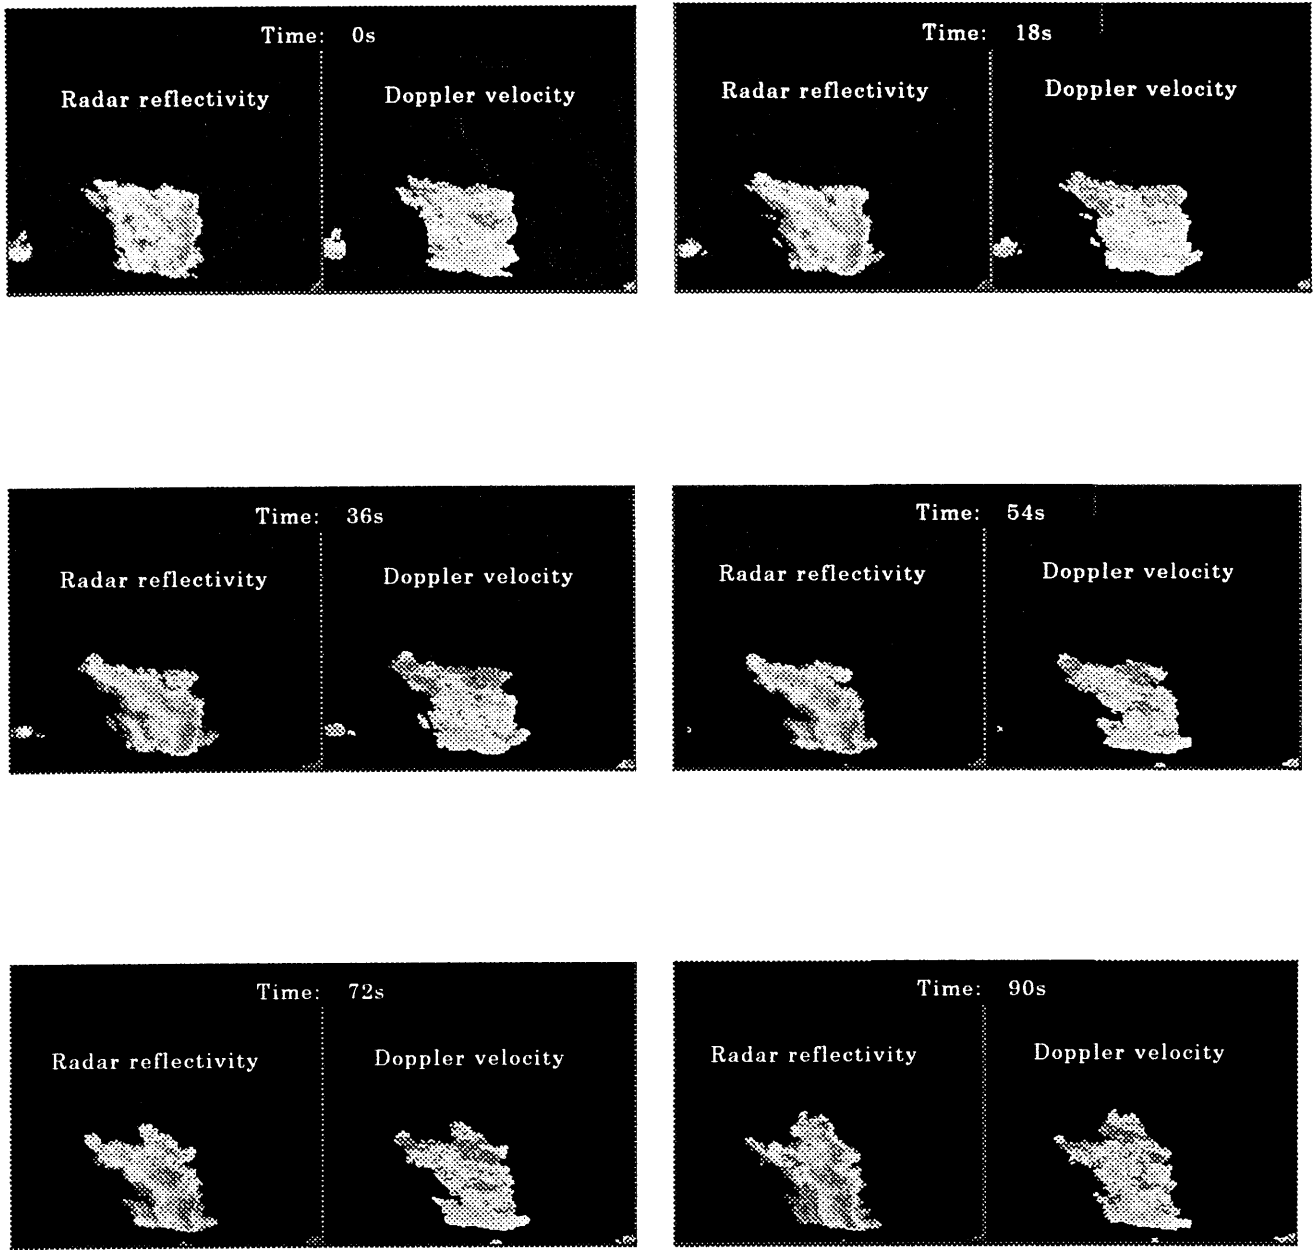 Time: 0s
Radar reflectivity
Doppler velocity
Time: 18s
Radar reflectivity
Doppler velocity
Time: 36s
Radar reflectivity
Doppler velocity
Time: 54s
Radar reflectivity
Doppler velocity
Time: 72s
Radar reflectivity
Doppler velocity
Time: 90s
Radar reflectivity
Doppler velocity